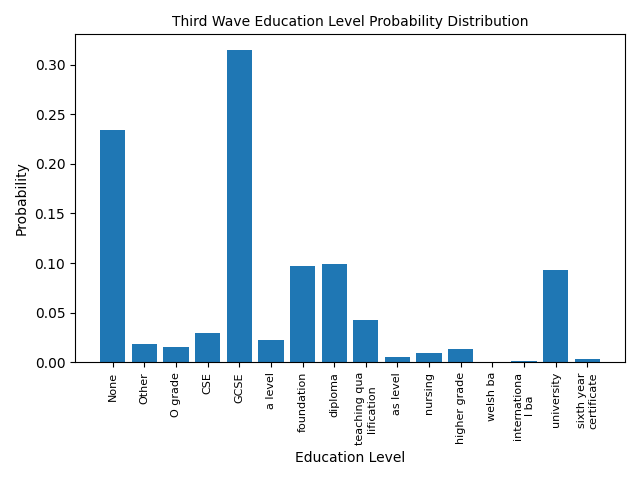 Third Wave Education Level Probability Distribution
Probability
0.30
0.25
0.20
0.15
0.10
0.05
0.00
None
Other
O grade
CSE
GCSE
a level
foundation
diploma
teaching qua
lification
as level
nursing
higher grade
welsh ba
internationa
l ba
university
sixth year
certificate
Education Level